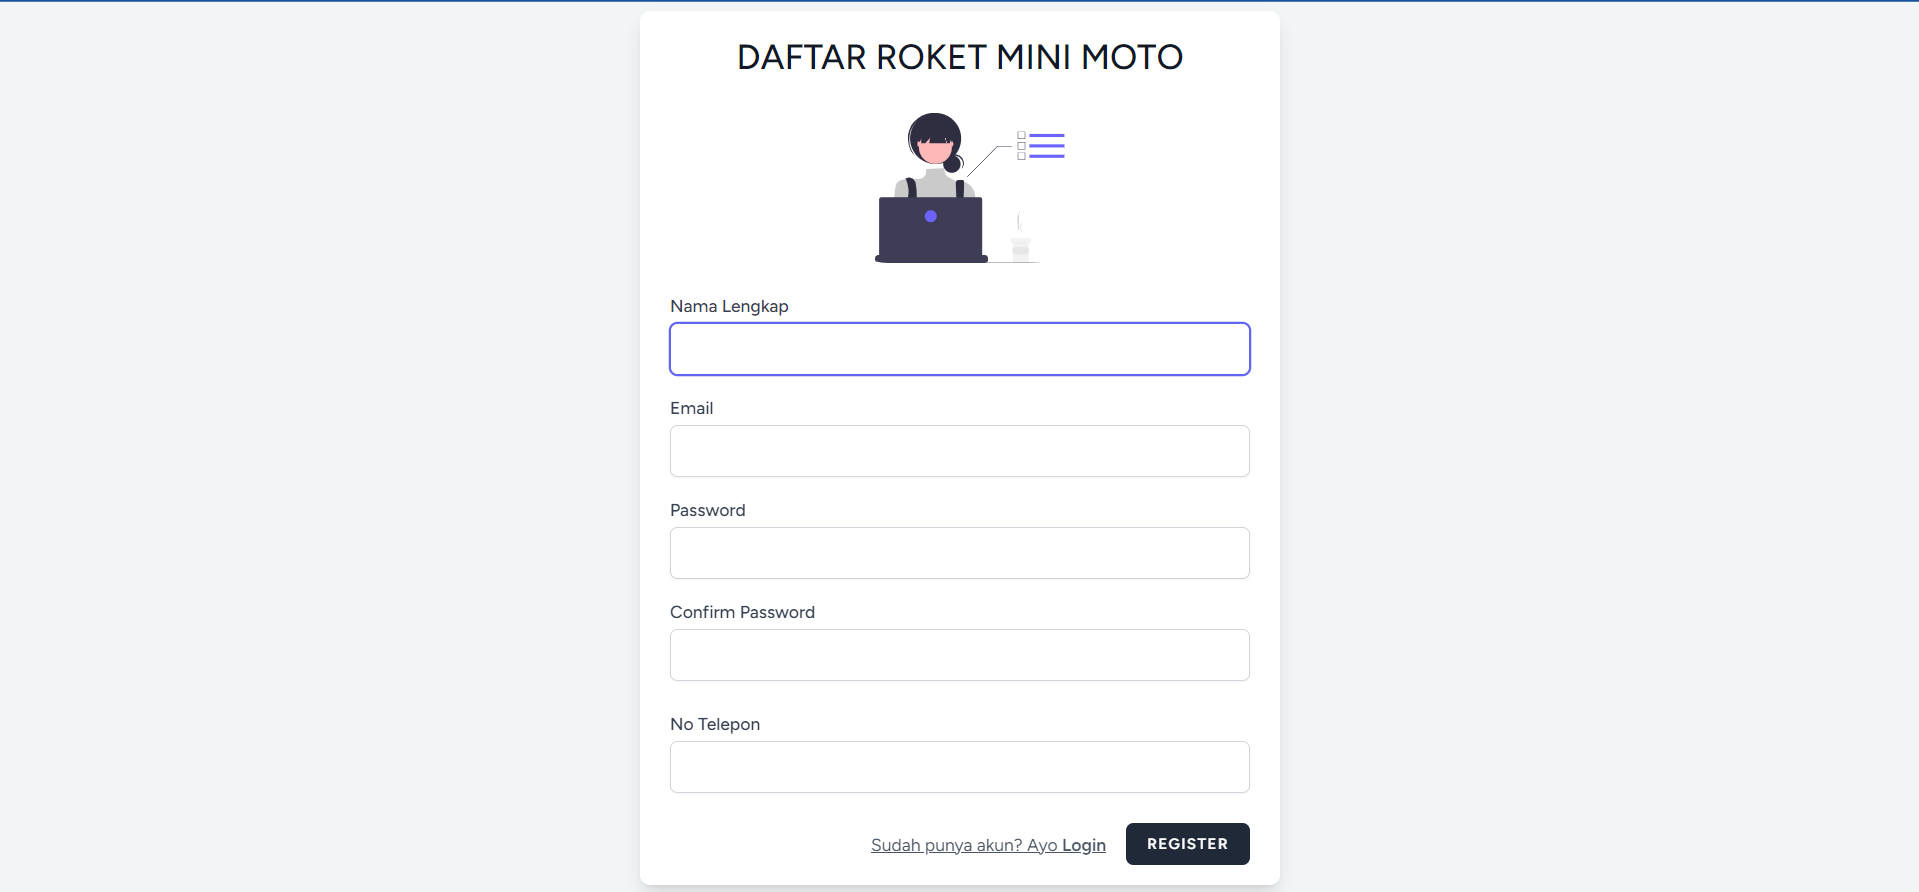 DAFTAR ROKET MINI MOTO
Nama Lengkap
Email
Password
Confirm Password
No Telepon
Sudah punya akun? Ayo Login
REGISTER